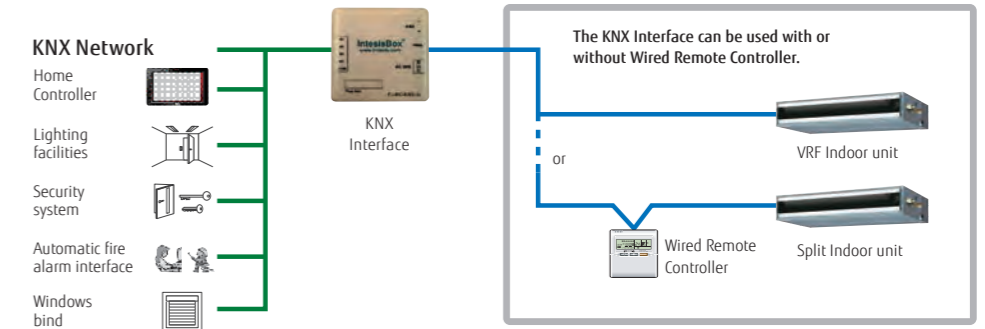 KNX Network
Home
Controller
Lighting
facilities
Security
system
Automatic fire
alarm interface
Windows
bind
IntesisBox
KNX
Interface
The KNX Interface can be used with or
without Wired Remote Controller.
or
VRF Indoor unit
Wired Remote
Controller
Split Indoor unit